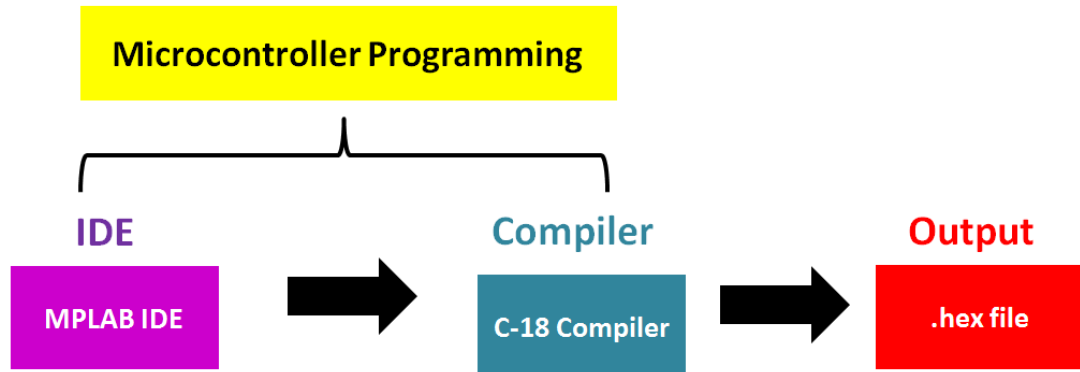 Microcontroller Programming
IDE
Compiler
Output
MPLAB IDE
C-18 Compiler
.hex file